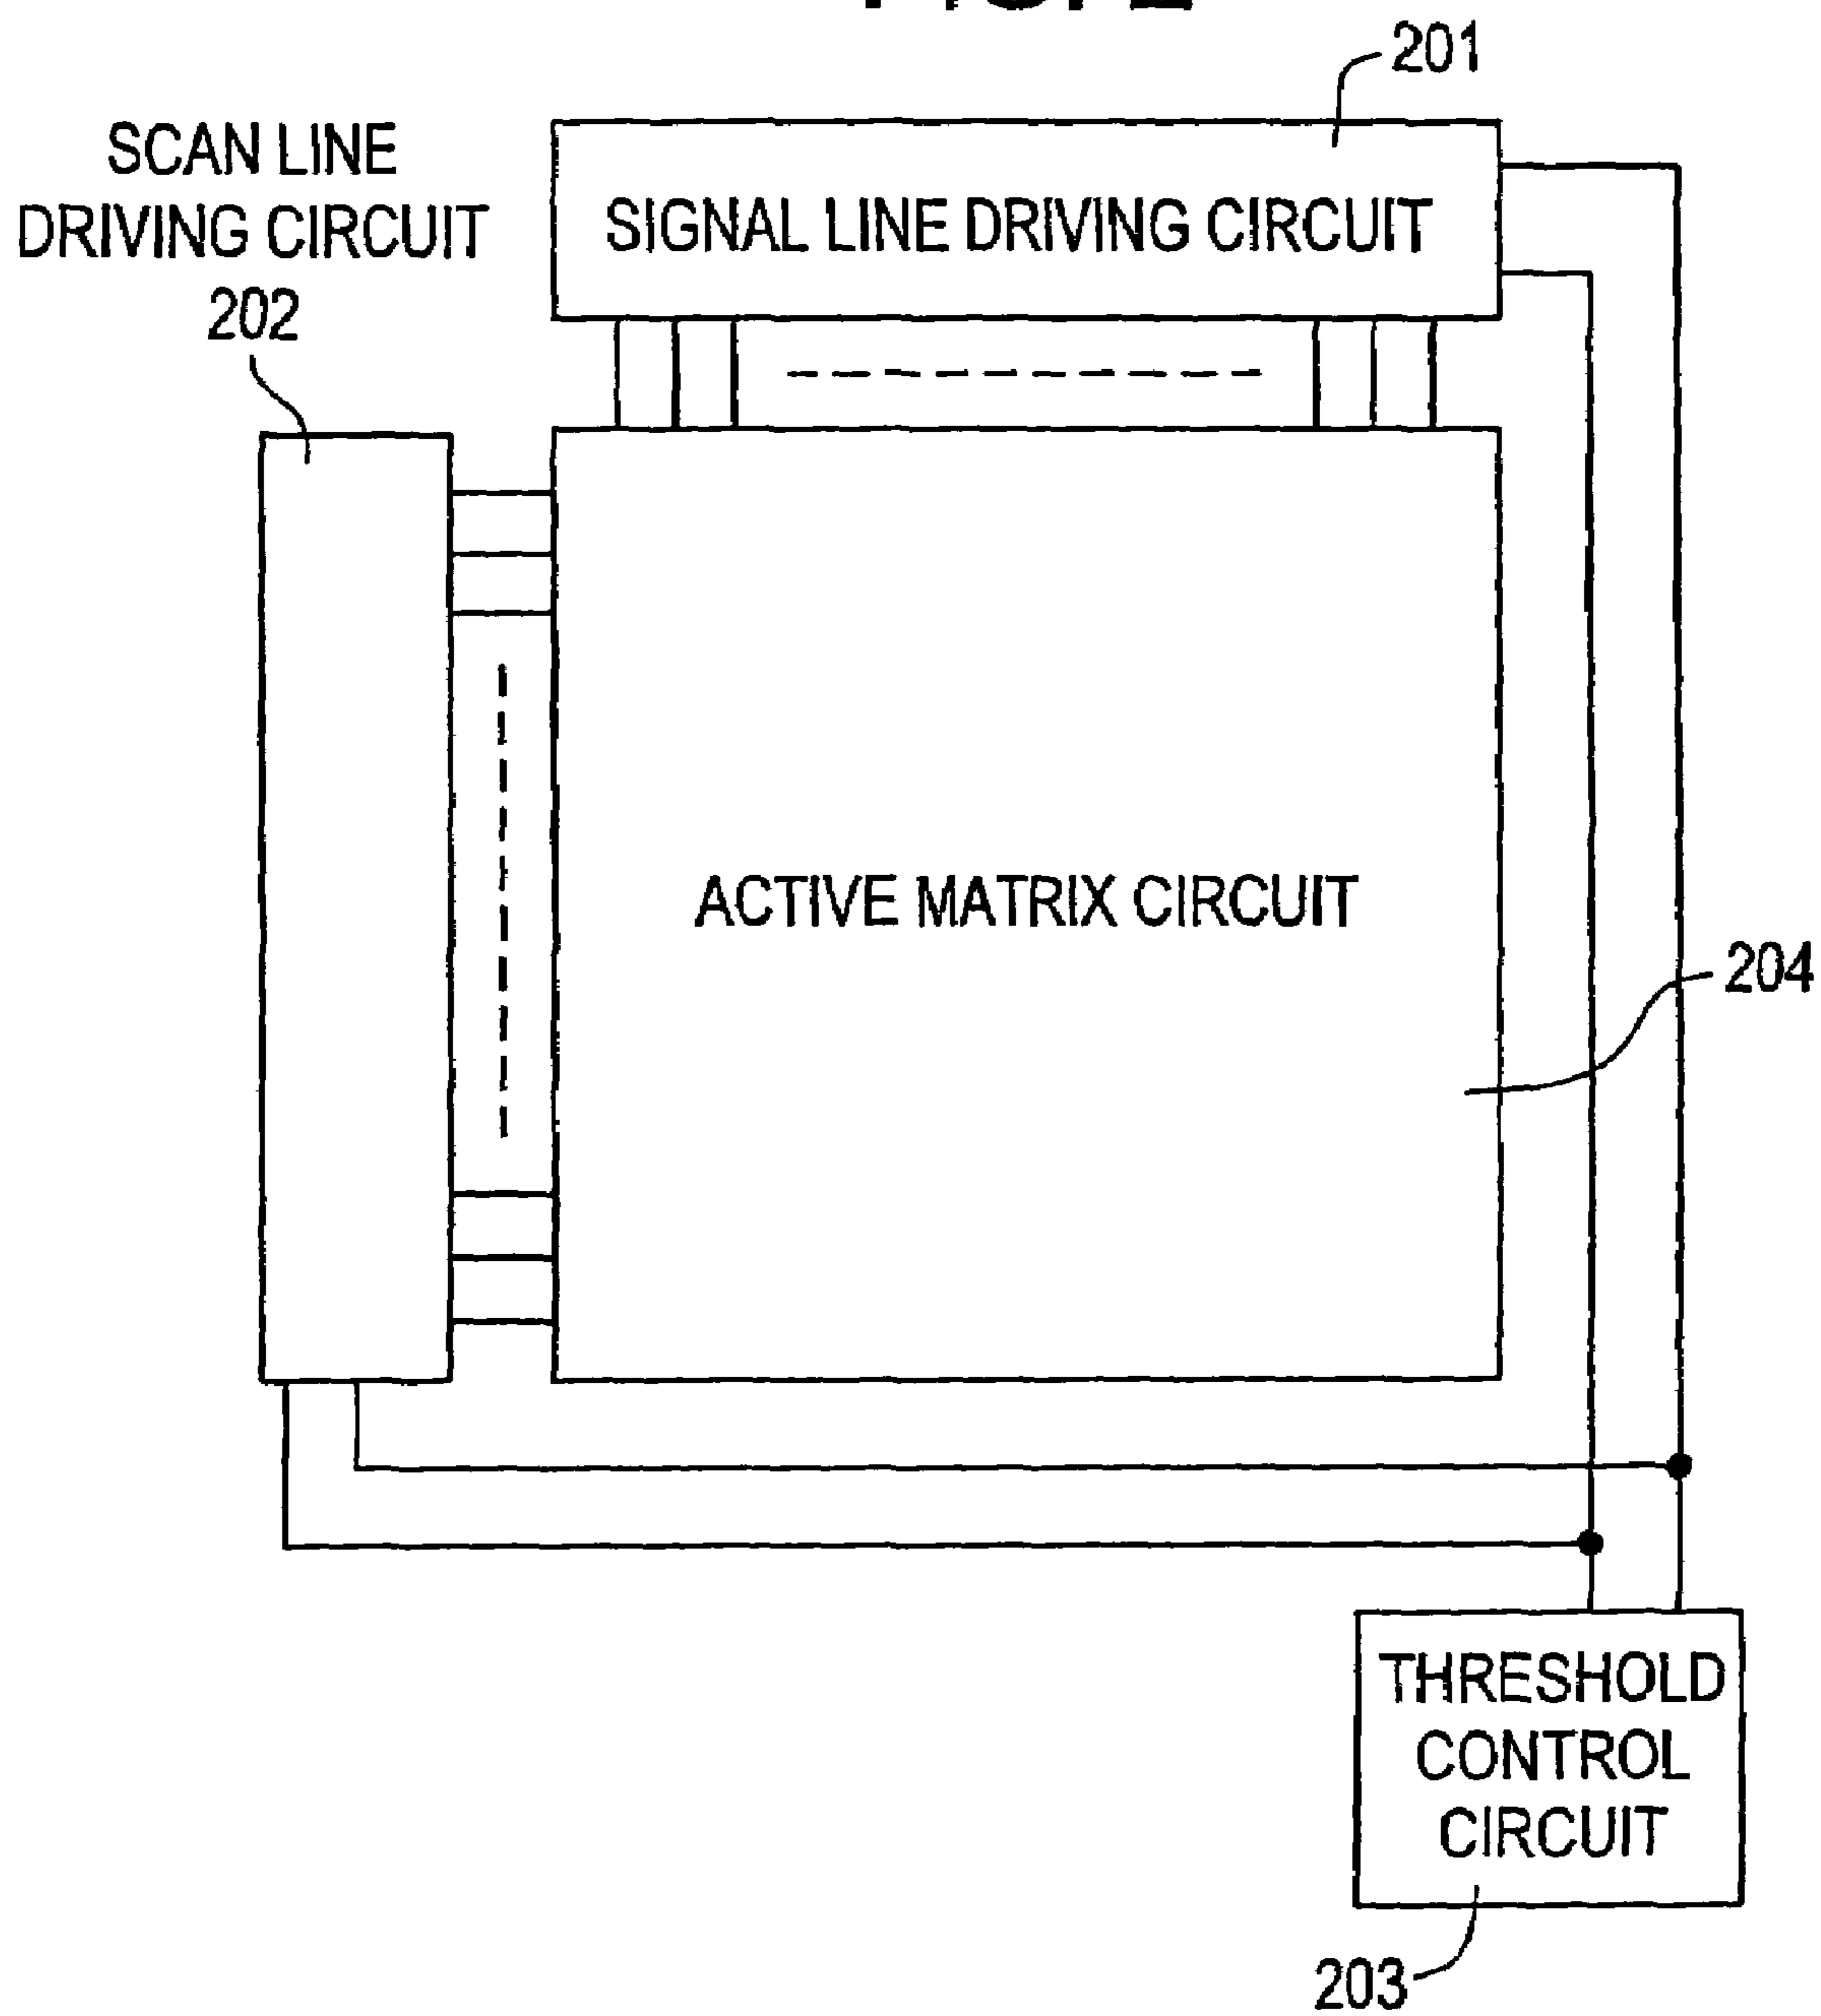 201
SCAN LINE
DRIVING CIRCUIT
202
SIGNAL LINE DRIVING CIRCUIT
ACTIVE MATRIX CIRCUIT
204
THRESHOLD
CONTROL
CIRCUIT
203